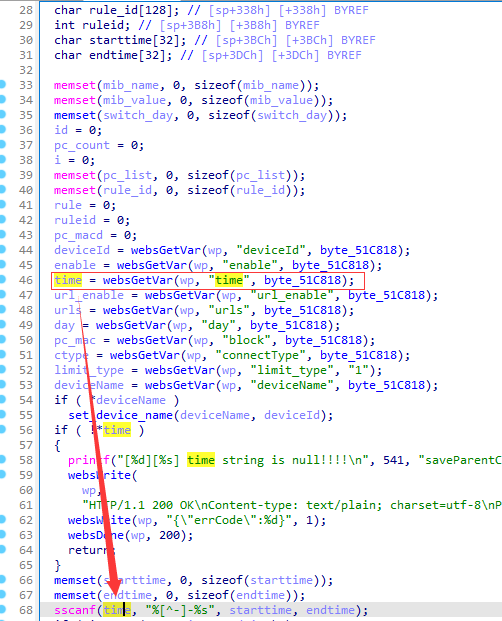 28 char rule_id[128]; // [sp+338h] [+338h] BYREF
29 int ruleid; // [sp+3B8h] [+3B8h] BYREF
30 char starttime[32]; // [sp+3BCh] [+3BCh] BYREF
31 char endtime[32]; // [sp+3DCh] [+3DCh] BYREF
32
33 memset(mib_name, 0, sizeof(mib_name));
34 memset(mib_value, 0, sizeof(mib_value));
35 memset(switch_day, 0, sizeof(switch_day));
36 id = 0;
37 pc_count = 0;
38 i = 0;
39 memset(pc_list, 0, sizeof(pc_list));
40 memset(rule_id, 0, sizeof(rule_id));
41 rule = 0;
42 ruleid = 0;
43 pc_macd = 0;
44 deviceId = websGetVar(wp, "deviceId", byte_51C818);
45 enable = websGetVar(wp, "enable", byte_51C818);
46 time = websGetVar(wp, "time", byte_51C818);
47 url_enable = websGetVar(wp, "url_enable", byte_51C818);
48 urls = websGetVar(wp, "urls", byte_51C818);
49 day = websGetVar(wp, "day", byte_51C818);
50 pc_mac = websGetVar(wp, "block", byte_51C818);
51 ctype = websGetVar(wp, "connectType", byte_51C818);
52 limit_type = websGetVar(wp, "limit_type", "1");
53 deviceName = websGetVar(wp, "deviceName", byte_51C818);
54 if ( *deviceName )
55 set_device_name(deviceName, deviceId);
56 if ( !*time )
57 {
58 printf("[%d][%s] time string is null!!!!\n", 541, "saveParentC
59 websWrite(
60 wp,
61 "HTTP/1.1 200 OK\nContent-type: text/plain; charset=utf-8\nP
62 websWrite(wp, "{\"errCode\":%d}", 1);
63 websDone(wp, 200);
64 return;
65 }
66 memset(starttime, 0, sizeof(starttime));
67 memset(endtime, 0, sizeof(endtime));
68 sscanf(time, "%[^-]-%s", starttime, endtime);